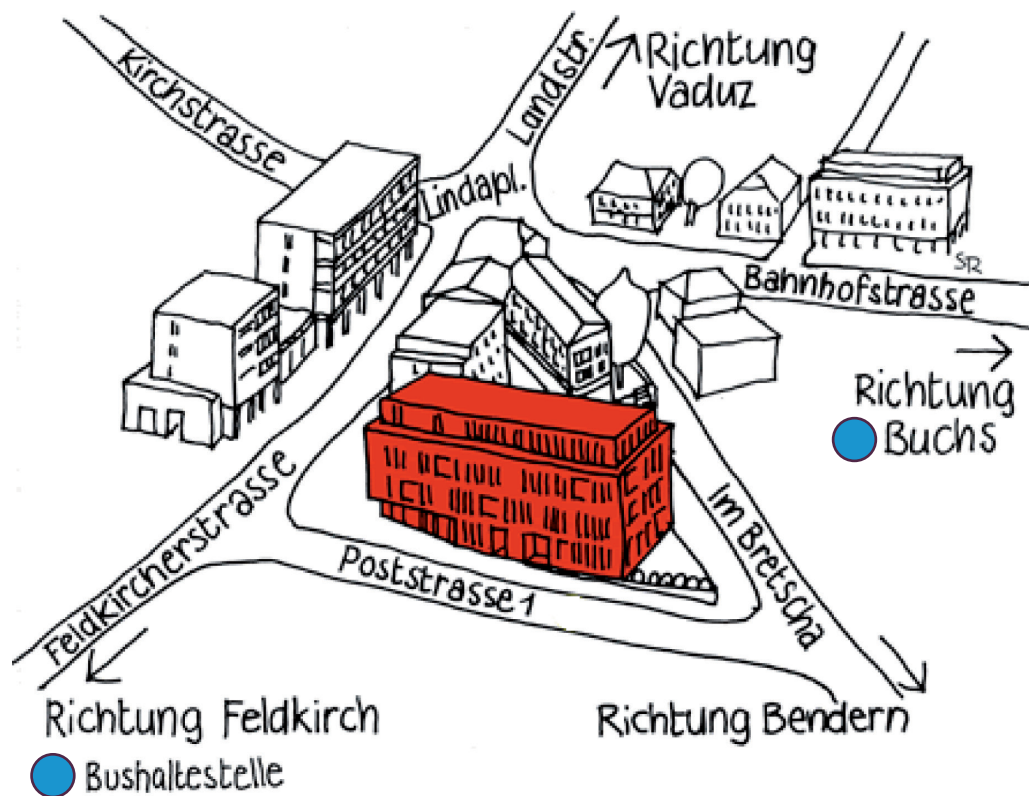 Kirchstrasse
Landstr.
Richtung
Vaduz
Lindapl.
SR
Bahnhofstrasse
Richtung
Buchs
Im Bretscha
Feldkircherstrasse
Poststrasse 1
Richtung Feldkirch
Richtung Bendern
Bushaltestelle